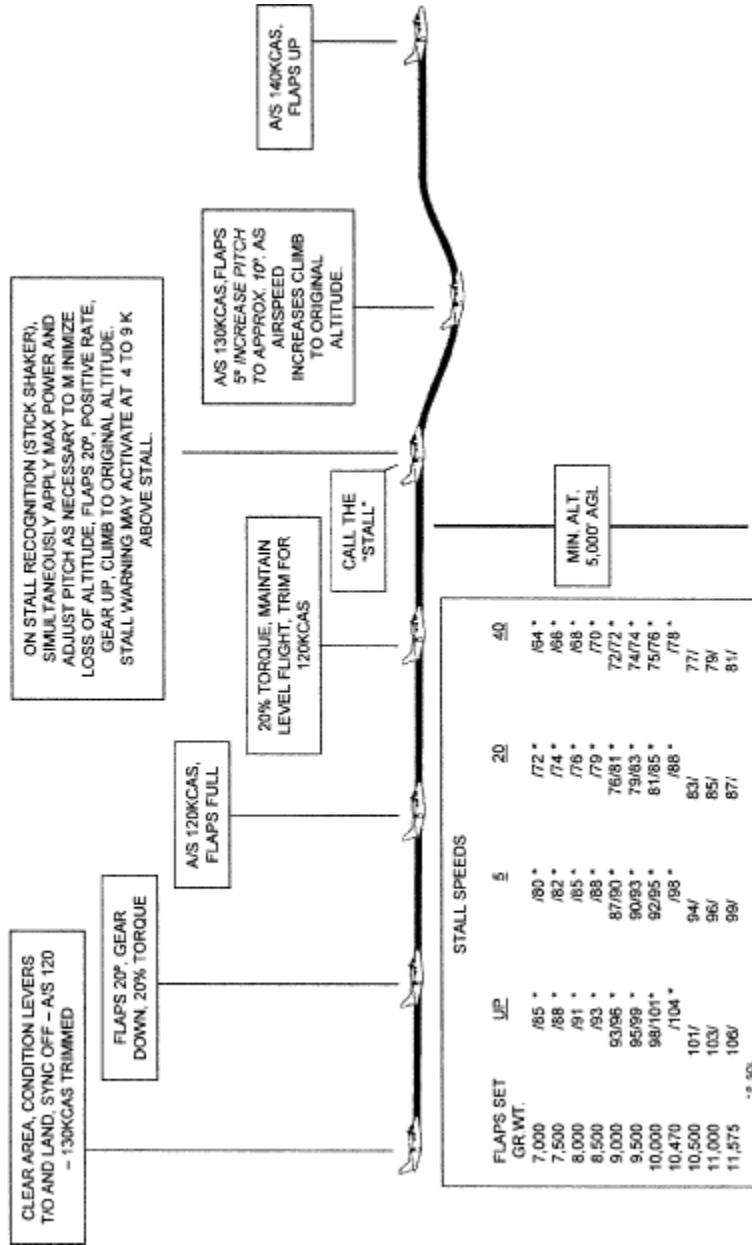 CLEAR AREA, CONDITION LEVERS
T/O AND LAND, SYNC OFF – A/S 120
– 130KCAS TRIMMED
FLAPS 20º, GEAR
DOWN, 20% TORQUE
A/S 120KCAS,
FLAPS FULL
20% TORQUE, MAINTAIN
LEVEL FLIGHT, TRIM FOR
120KCAS
ON STALL RECOGNITION (STICK SHAKER),
SIMULTANEOUSLY APPLY MAX POWER AND
ADJUST PITCH AS NECESSARY TO MINIMIZE
LOSS OF ALTITUDE, FLAPS 20º, POSITIVE RATE,
GEAR UP, CLIMB TO ORIGINAL ALTITUDE.
STALL WARNING MAY ACTIVATE AT 4 TO 9 K
ABOVE STALL.
CALL THE
"STALL"
A/S 130KCAS, FLAPS
5º INCREASE PITCH
TO APPROX. 10º, AS
AIRSPEED
INCREASES CLIMB
TO ORIGINAL
ALTITUDE.
A/S 140KCAS,
FLAPS UP
MIN. ALT.
5,000' AGL
STALL SPEEDS
FLAPS SET UP 5 20 40
GR.WT.
7,000 /85 * /80 * /72 * /64 *
7,500 /88 * /82 * /74 * /66 *
8,000 /91 * /85 * /76 * /68 *
8,500 /93 * /88 * /79 * /70 *
9,000 93/96 * 87/90 * 76/81 * 72/72 *
9,500 95/99 * 90/93 * 79/83 * 74/74 *
10,000 98/101* 92/95 * 81/85 * 75/76 *
10,470 /104 * /98 * /88 * /78 *
10,500 101/ 94/ 83/ 77/
11,000 103/ 96/ 85/ 79/
11,575 106/ 99/ 87/ 81/